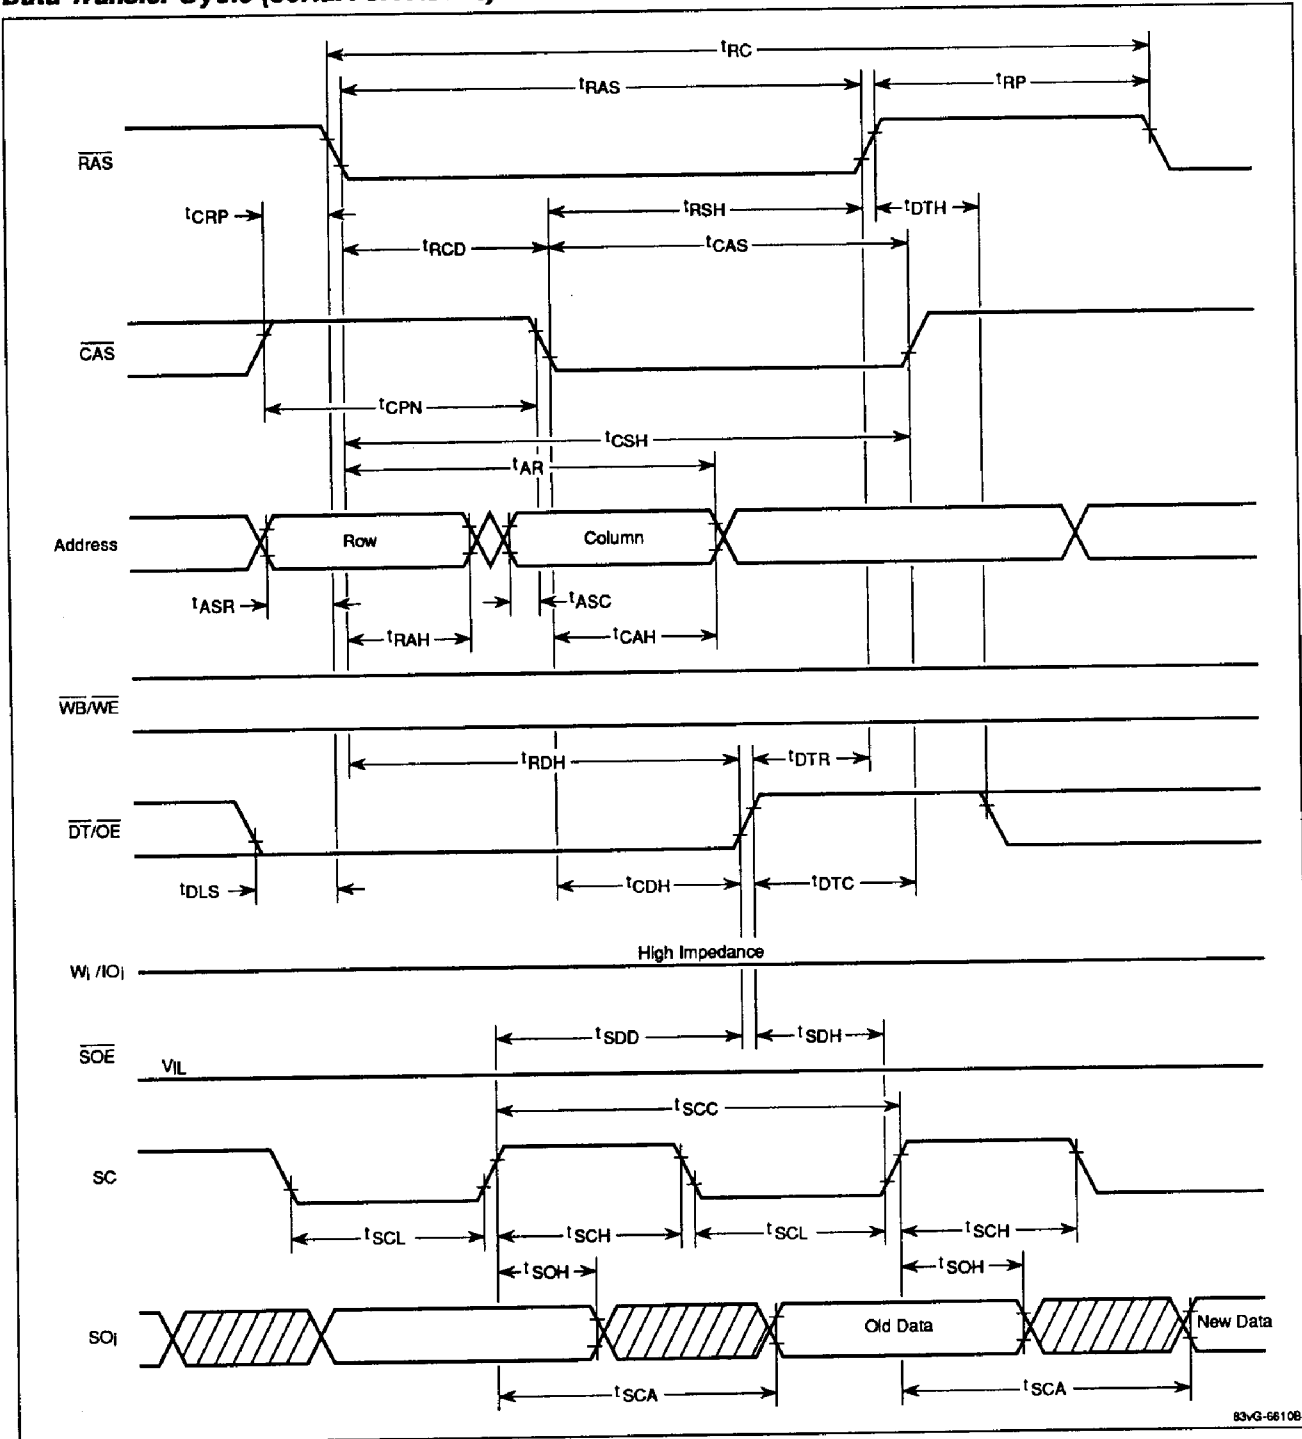 tRC
tRAS
tRP
RAS
tCRP
tRSH
tDTH
tRCD
tCAS
CAS
tCPN
tCSH
tAR
Address
Row
Column
tASR
tASC
tRAH
tCAH
WB/WE
tRDH
tDTR
DT/OE
tDLS
tCDH
tDTC
High Impedance
Wi /IOi
tSDD
tSDH
SOE
VIL
tSCC
SC
tSCL
tSCH
tSCL
tSCH
tSOH
tSOH
SOi
Old Data
New Data
tSCA
tSCA
83vG-6610B